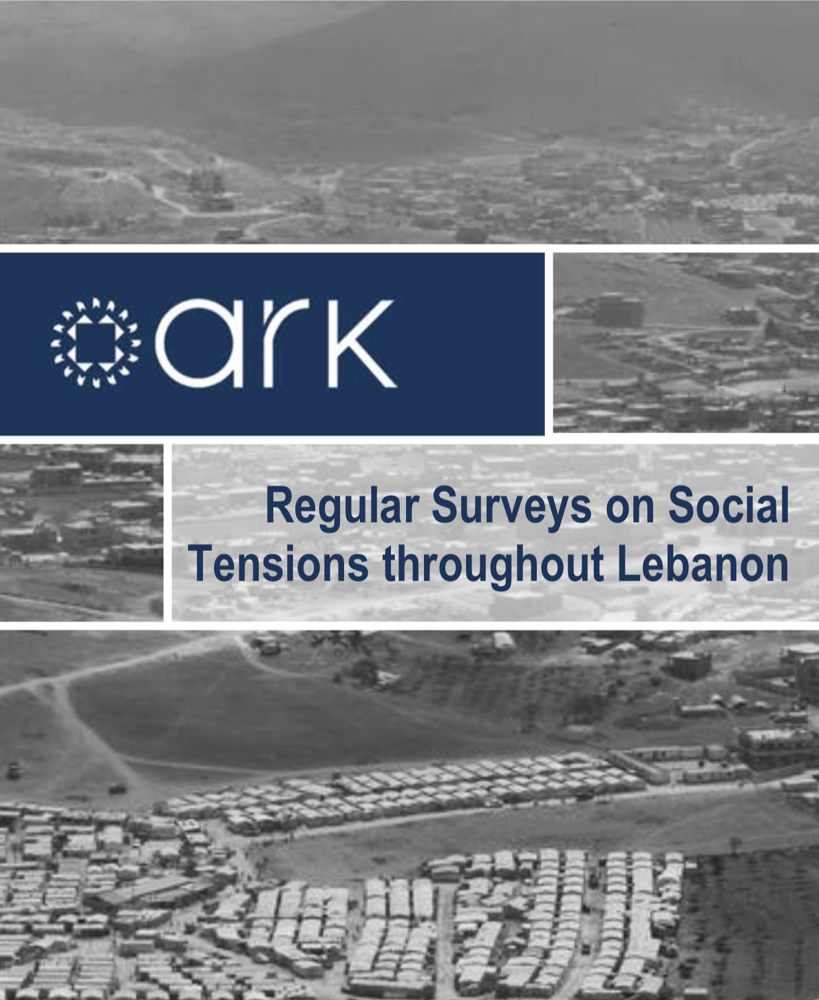 ark
Regular Surveys on Social
Tensions throughout Lebanon